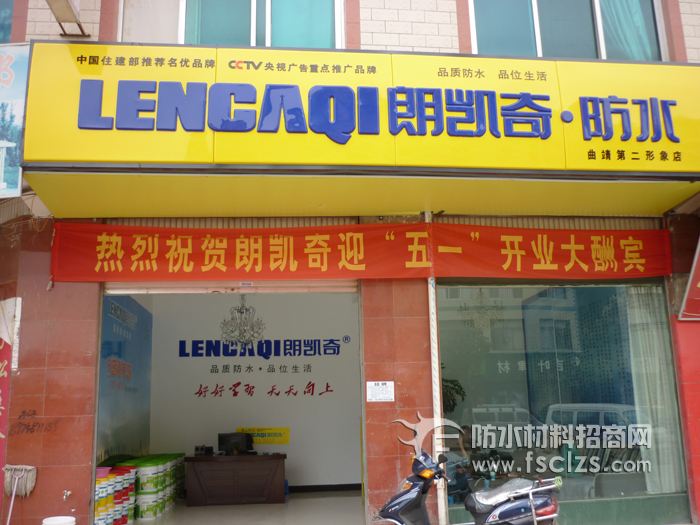 中国住建部推荐名优品牌 CCTV 央视广告重点推广品牌 品质防水 品位生活
LENCAQI 朗凯奇·防水
曲靖第二形象店
热烈祝贺朗凯奇迎“五一”开业大酬宾
LENCAQI 朗凯奇®
品质防水·品位生活
好好学习 天天向上
防水材料招商网
www.fsclzs.com